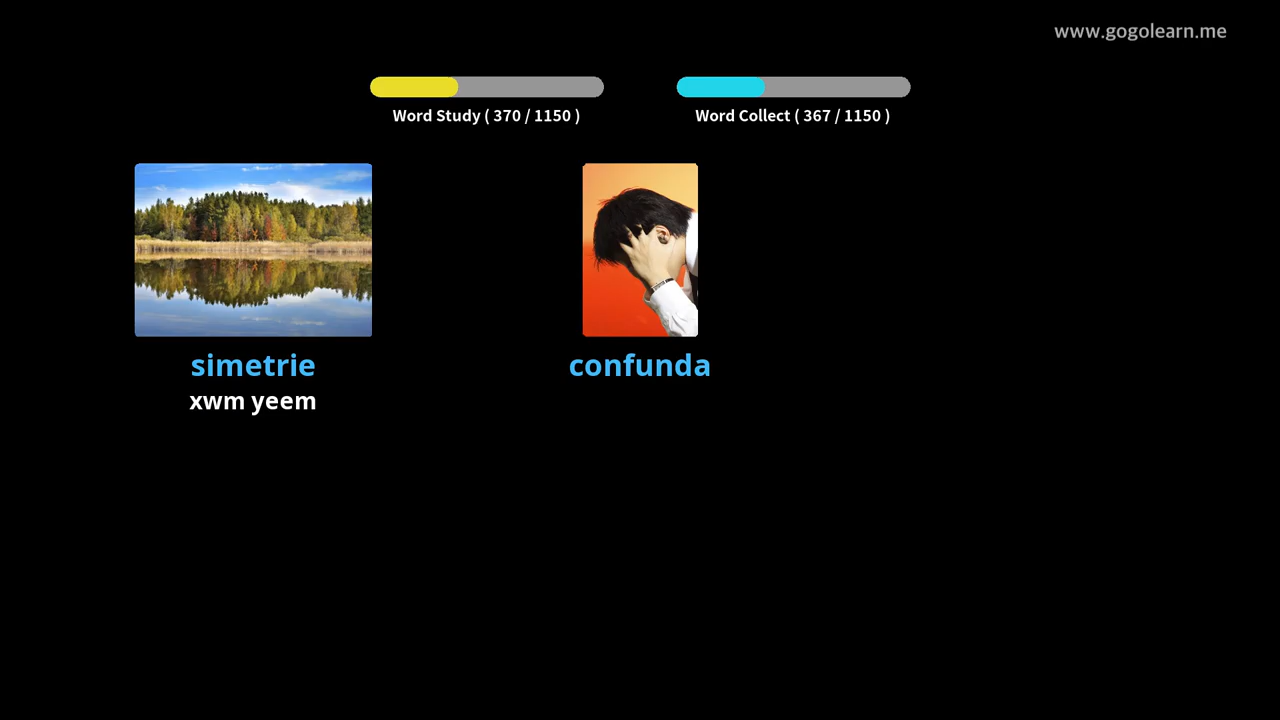 www.gogolearn.me
Word Study ( 370 / 1150 )
Word Collect ( 367 / 1150 )
simetrie
xwm yeem
confunda